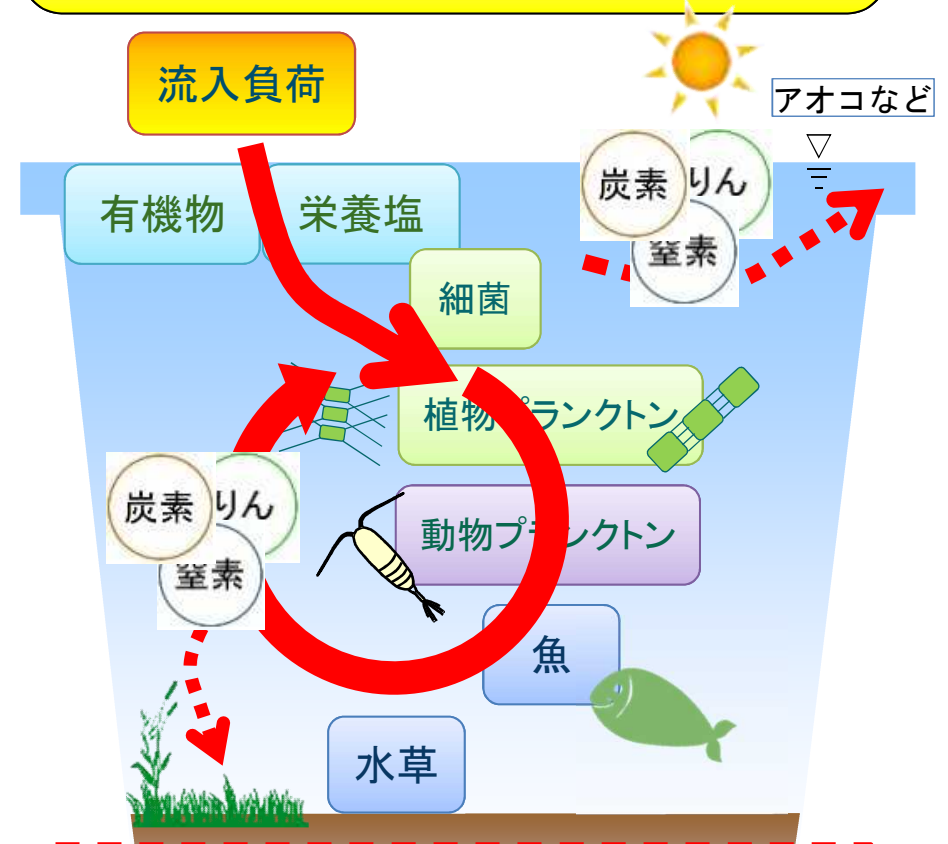 流入負荷
アオコなど
有機物
栄養塩
炭素
りん
窒素
細菌
植物プランクトン
動物プランクトン
炭素
りん
窒素
魚
水草